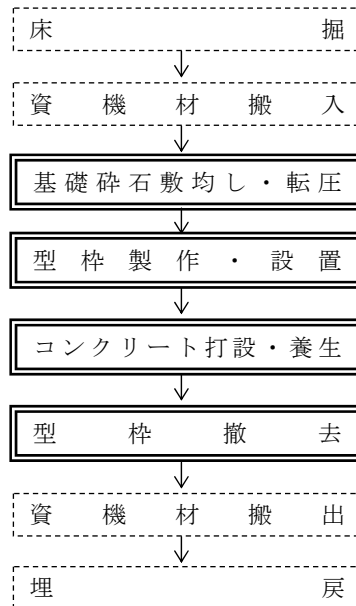 床掘
資機材搬入
基礎砕石敷均し・転圧
型枠製作・設置
コンクリート打設・養生
型枠撤去
資機材搬出
埋戻